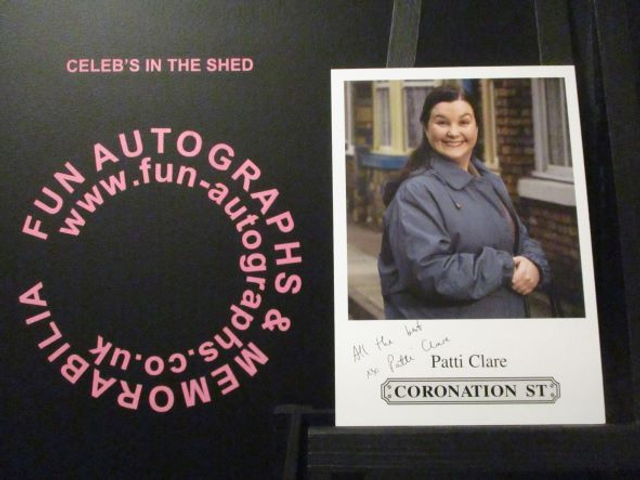 CELEB'S IN THE SHED
FUN AUTOGRAPHS & MEMORABILIA
www.fun-autographs.co.uk
All the best
xx Patti Clare
Patti Clare
CORONATION ST.